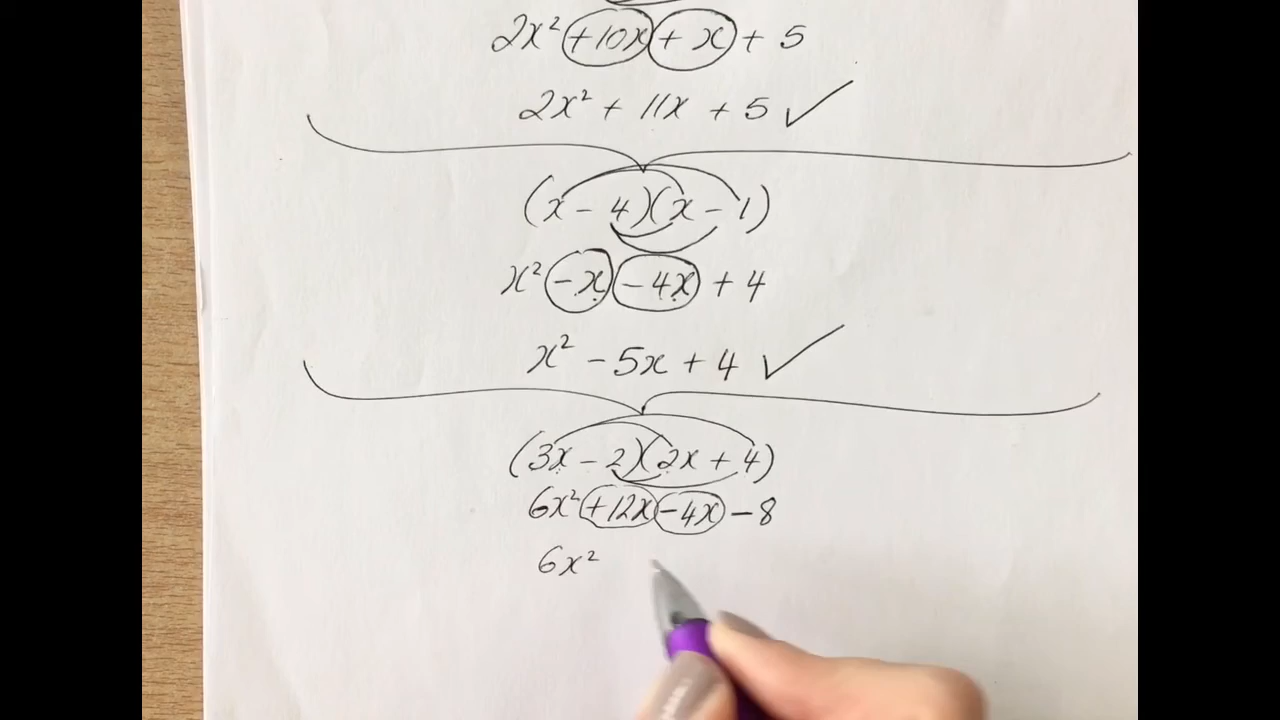 2x² +10x + x + 5
2x² + 11x + 5 ✓
(x - 4)(x - 1)
x² - x - 4x + 4
x² - 5x + 4 ✓
(3x - 2)(2x + 4)
6x² + 12x - 4x - 8
6x²